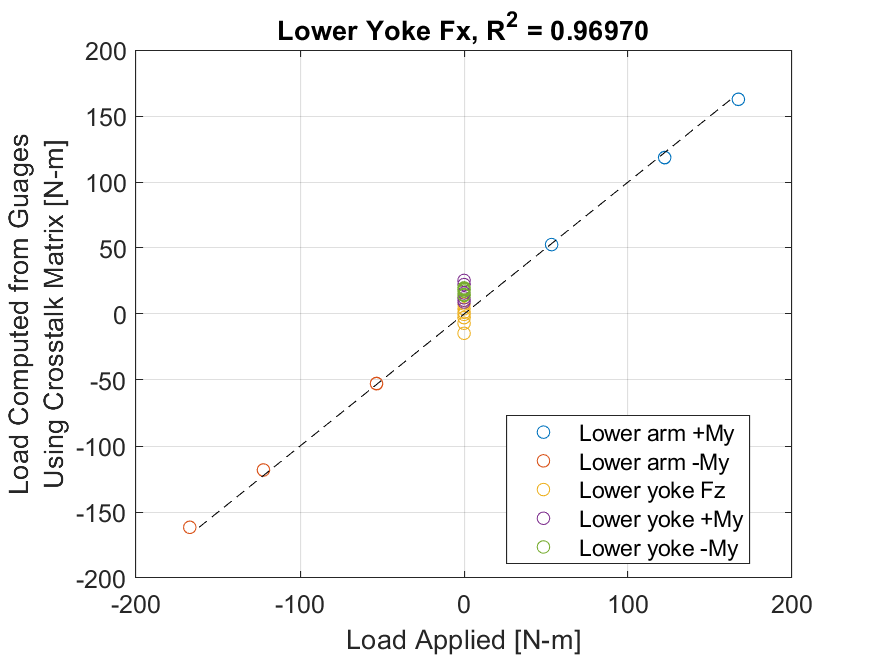 Lower Yoke Fx, R² = 0.96970
Load Computed from Guages
Using Crosstalk Matrix [N-m]
200
150
100
50
0
-50
-100
-150
-200
-200
-100
0
100
200
Load Applied [N-m]
Lower arm +My
Lower arm -My
Lower yoke Fz
Lower yoke +My
Lower yoke -My